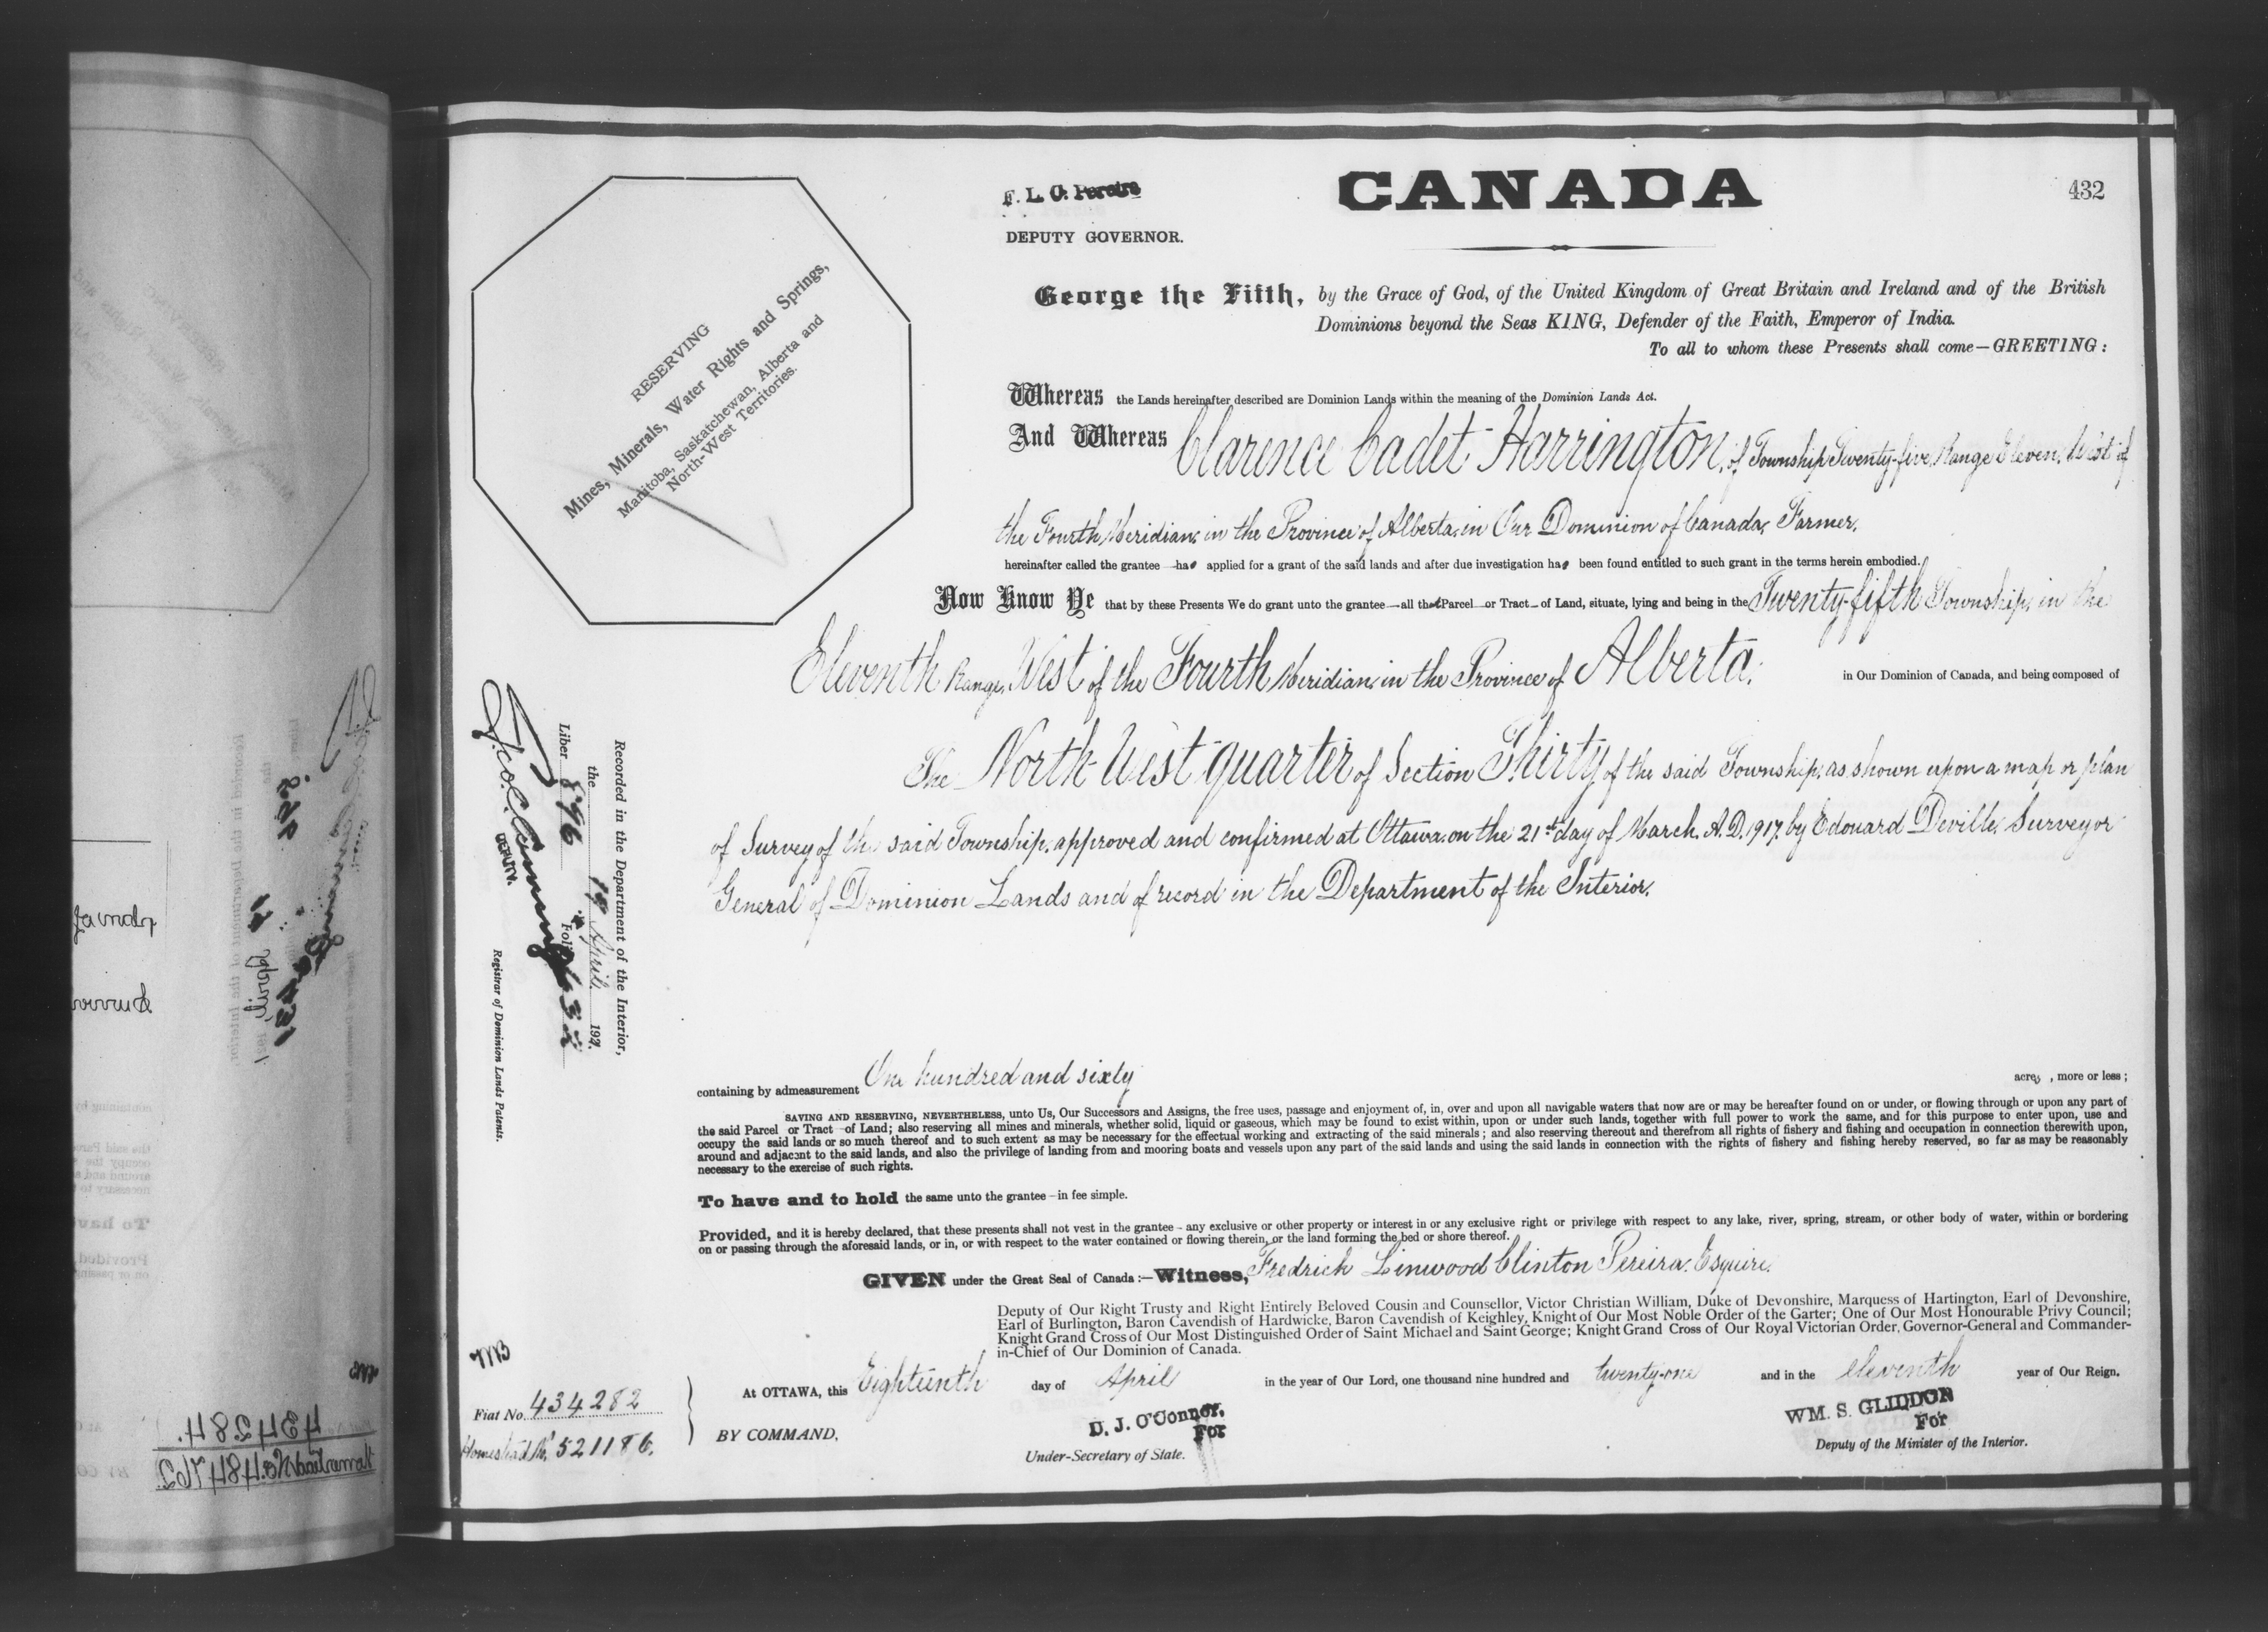 F. L. C. Pereira
DEPUTY GOVERNOR.
CANADA
432
George the Fifth, by the Grace of God, of the United Kingdom of Great Britain and Ireland and of the British
Dominions beyond the Seas KING, Defender of the Faith, Emperor of India.
To all to whom these Presents shall come—GREETING:
RESERVING
Mines, Minerals, Water Rights and Springs,
Manitoba, Saskatchewan, Alberta and
North-West Territories.
Whereas the Lands hereinafter described are Dominion Lands within the meaning of the Dominion Lands Act.
And Whereas Clarence Cadet Harrington, of Township Twenty-five, Range Eleven, West of
the Fourth Meridian, in the Province of Alberta, in Our Dominion of Canada, Farmer,
hereinafter called the grantee — has applied for a grant of the said lands and after due investigation has been found entitled to such grant in the terms herein embodied.
Now Know Ye that by these Presents We do grant unto the grantee — all that Parcel or Tract of Land, situate, lying and being in the Twenty-fifth Township, in the
Eleventh Range, West of the Fourth Meridian, in the Province of Alberta, in Our Dominion of Canada, and being composed of
The North West quarter of Section Thirty of the said Township, as shown upon a map or plan
of Survey of the said Township, approved and confirmed at Ottawa, on the 21st day of March, A.D. 1917, by Edouard Deville, Surveyor
General of Dominion Lands and of record in the Department of the Interior.
Recorded in the Department of the Interior,
the 19 April 1921.
Liber 896 Folio 432
DEPUTY.
Registrar of Dominion Lands Patents.
containing by admeasurement One hundred and sixty acres, more or less;
SAVING AND RESERVING, NEVERTHELESS, unto Us, Our Successors and Assigns, the free uses, passage and enjoyment of, in, over and upon all navigable waters that now are or may be hereafter found on or under, or flowing through or upon any part of
the said Parcel or Tract of Land; also reserving all mines and minerals, whether solid, liquid or gaseous, which may be found to exist within, upon or under such lands, together with full power to work the same, and for this purpose to enter upon, use and
occupy the said lands or so much thereof and to such extent as may be necessary for the effectual working and extracting of the said minerals; and also reserving thereout and therefrom all rights of fishery and fishing and occupation in connection therewith upon,
around and adjacent to the said lands, and also the privilege of landing from and mooring boats and vessels upon any part of the said lands and using the said lands in connection with the rights of fishery and fishing hereby reserved, so far as may be reasonably
necessary to the exercise of such rights.
To have and to hold the same unto the grantee — in fee simple.
Provided, and it is hereby declared, that these presents shall not vest in the grantee - any exclusive or other property or interest in or any exclusive right or privilege with respect to any lake, river, spring, stream, or other body of water, within or bordering
on or passing through the aforesaid lands, or in, or with respect to the water contained or flowing therein, or the land forming the bed or shore thereof.
GIVEN under the Great Seal of Canada:—Witness, Fredrick Linwood Clinton Pereira, Esquire,
Deputy of Our Right Trusty and Right Entirely Beloved Cousin and Counsellor, Victor Christian William, Duke of Devonshire, Marquess of Hartington, Earl of Devonshire,
Earl of Burlington, Baron Cavendish of Hardwicke, Baron Cavendish of Keighley, Knight of Our Most Noble Order of the Garter; One of Our Most Honourable Privy Council;
Knight Grand Cross of Our Most Distinguished Order of Saint Michael and Saint George; Knight Grand Cross of Our Royal Victorian Order, Governor-General and Commander-
in-Chief of Our Dominion of Canada.
At OTTAWA, this Eighteenth day of April in the year of Our Lord, one thousand nine hundred and twenty-one and in the eleventh year of Our Reign.
BY COMMAND,
D. J. O'Connor,
For
Under-Secretary of State.
WM. S. GLIDDON
For
Deputy of the Minister of the Interior.
Fiat No. 434282
Homestead No. 521186.